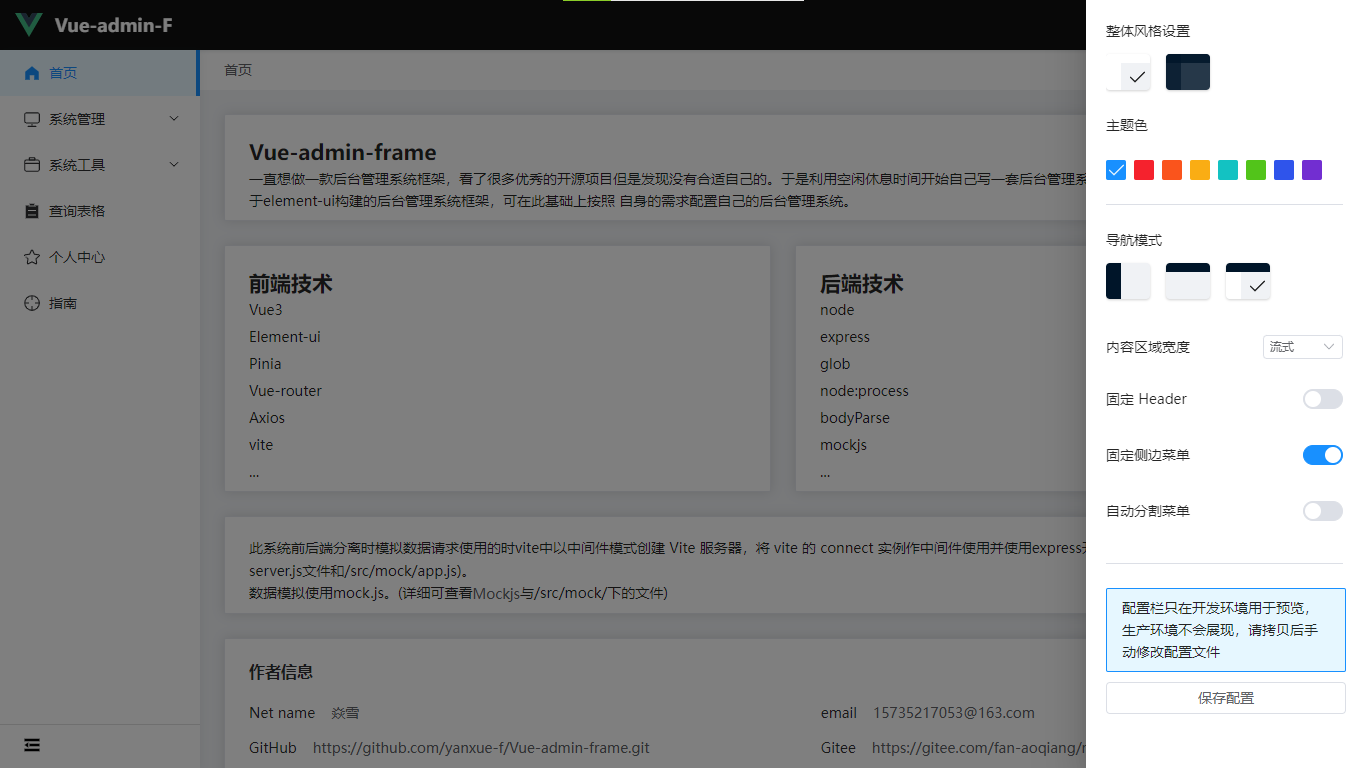 Vue-admin-F
首页
系统管理
系统工具
查询表格
个人中心
指南
首页
Vue-admin-frame
一直想做一款后台管理系统框架，看了很多优秀的开源项目但是发现没有合适自己的。于是利用空闲休息时间开始自己写一套后台管理系
于element-ui构建的后台管理系统框架，可在此基础上按照 自身的需求配置自己的后台管理系统。
前端技术
Vue3
Element-ui
Pinia
Vue-router
Axios
vite
...
后端技术
node
express
glob
node:process
bodyParse
mockjs
...
此系统前后端分离时模拟数据请求使用的时vite中以中间件模式创建 Vite 服务器，将 vite 的 connect 实例作中间件使用并使用express
server.js文件和/src/mock/app.js)。
数据模拟使用mock.js。(详细可查看Mockjs与/src/mock/下的文件)
作者信息
Net name 焱雪
email 15735217053@163.com
GitHub https://github.com/yanxue-f/Vue-admin-frame.git
Gitee https://gitee.com/fan-aoqiang/
整体风格设置
主题色
导航模式
内容区域宽度 流式
固定 Header
固定侧边菜单
自动分割菜单
配置栏只在开发环境用于预览，
生产环境不会展现，请拷贝后手
动修改配置文件
保存配置